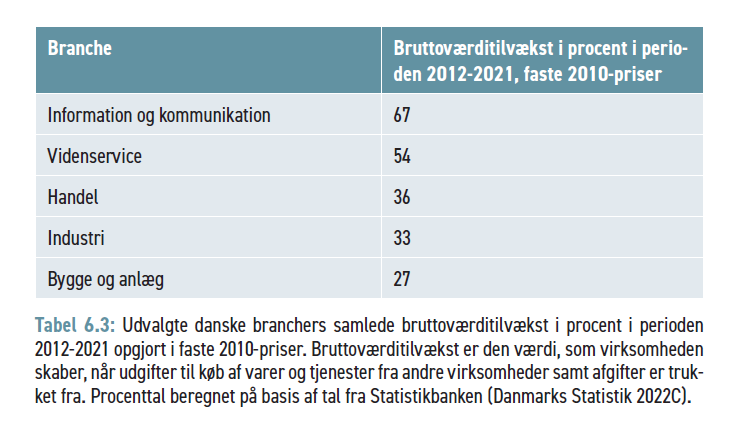 Branche
Bruttoværditilvækst i procent i perio-
den 2012-2021, faste 2010-priser
Information og kommunikation 67
Videnservice 54
Handel 36
Industri 33
Bygge og anlæg 27
Tabel 6.3: Udvalgte danske branchers samlede bruttoværditilvækst i procent i perioden
2012-2021 opgjort i faste 2010-priser. Bruttoværditilvækst er den værdi, som virksomheden
skaber, når udgifter til køb af varer og tjenester fra andre virksomheder samt afgifter er truk-
ket fra. Procenttal beregnet på basis af tal fra Statistikbanken (Danmarks Statistik 2022C).